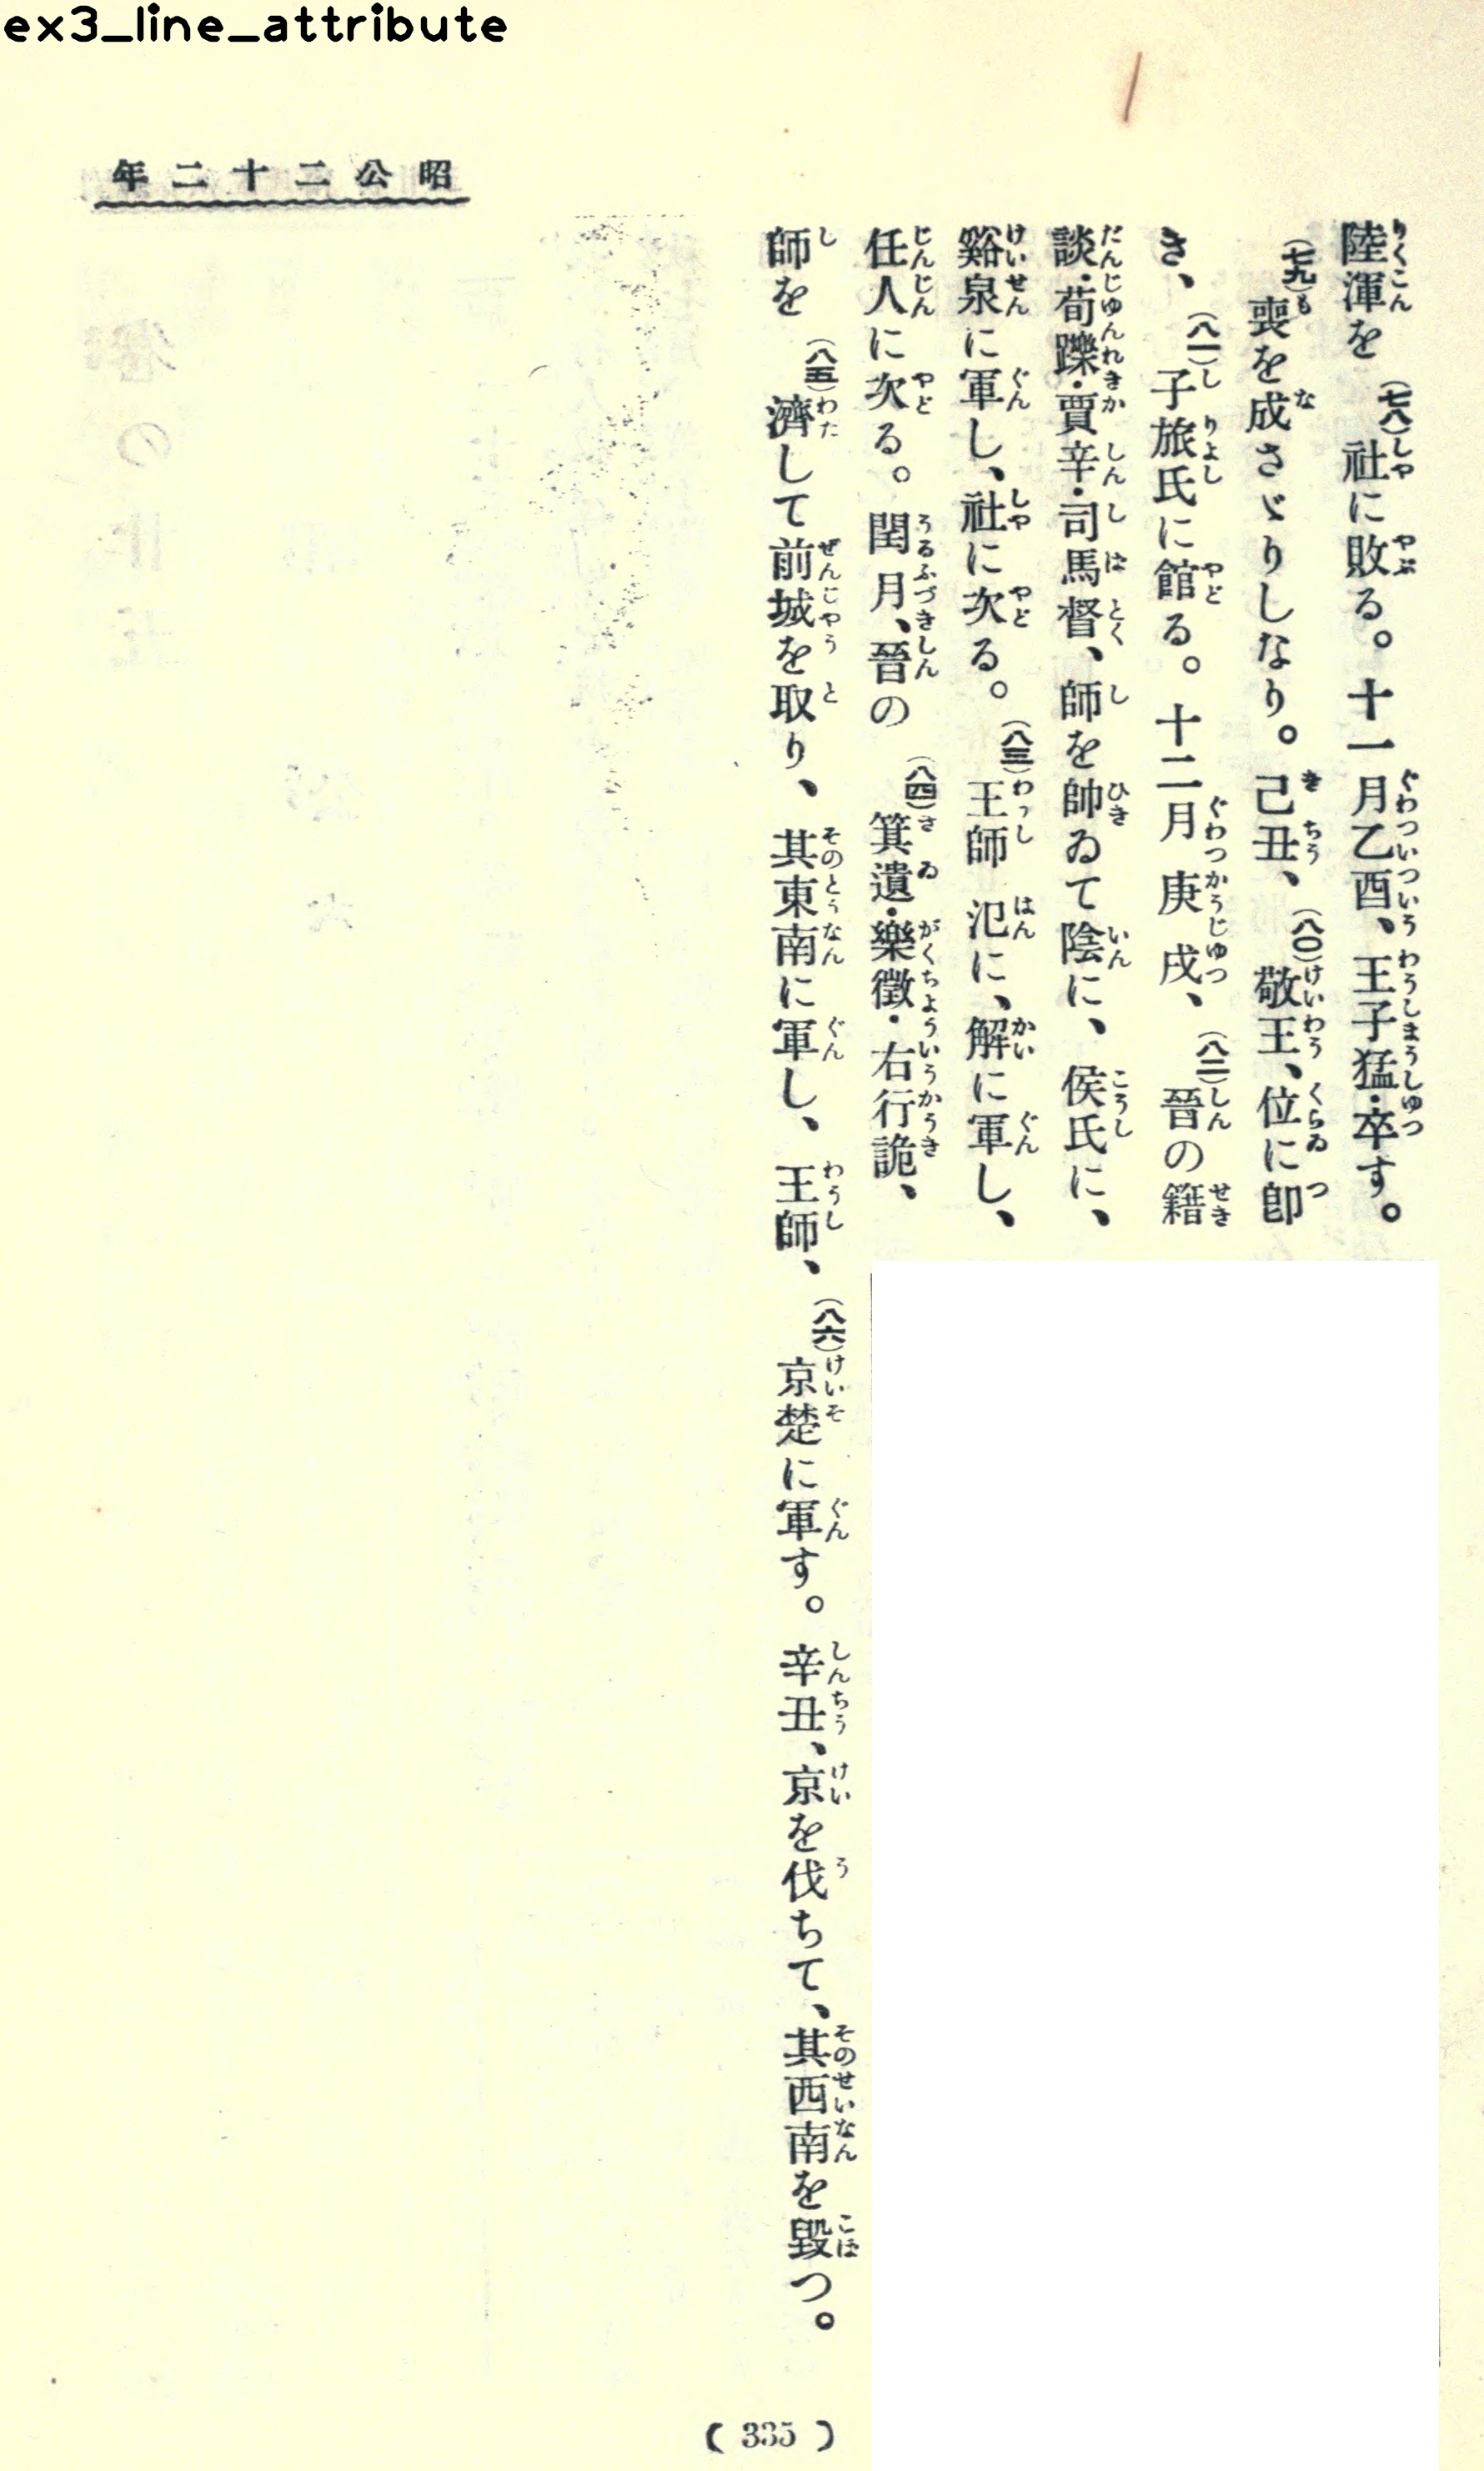 ex3_line_attribute
昭公二十二年
陸渾を(七八)社に敗る。十一月乙酉、王子猛・卒す。
(七九)喪を成さゞりしなり。己丑、(八〇)敬王、位に卽
き、(八一)子旅氏に館る。十二月庚戌、(八二)晉の籍
談・荀躒・賈辛・司馬督、師を帥ゐて陰に、侯氏に、
谿泉に軍し、社に次る。(八三)王師 氾に、解に軍し、
任人に次る。閏月、晉の(八四)箕遺・樂徵・右行詭、
師を(八五)濟して前城を取り、其東南に軍し、王師、(八六)京楚に軍す。辛丑、京を伐ちて、其西南を毀つ。
( 335 )